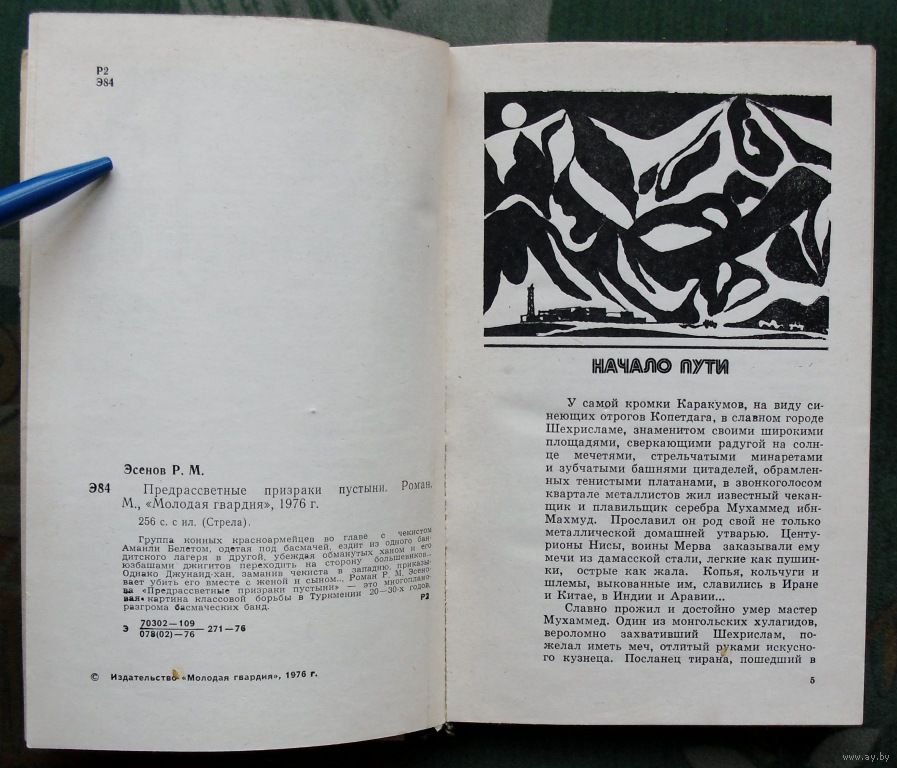 Р2
Э84
Эсенов Р. М.
Э84 Предрассветные призраки пустыни. Роман.
М., «Молодая гвардия», 1976 г.
256 с. с ил. (Стрела).
Группа конных красноармейцев во главе с чекистом
Аманли Белетом, одетая под басмачей, ездит из одного бан-
дитского лагеря в другой, убеждая обманутых ханом и его
юзбашами джигитов переходить на сторону большевиков...
Однако Джунаид-хан, заманив чекиста в западню, приказы-
вает убить его вместе с женой и сыном... Роман Р. М. Эсено-
ва «Предрассветные призраки пустыни» — это многоплано-
вая картина классовой борьбы в Туркмении 20—30-х годов,
разгрома басмаческих банд.
Р2
Э 70302—109
078(02)—76
271—76
© Издательство «Молодая гвардия», 1976 г.
НАЧАЛО ПУТИ
У самой кромки Каракумов, на виду си-
неющих отрогов Копетдага, в славном городе
Шехрисламе, знаменитом своими широкими
площадями, сверкающими радугой на солн-
це мечетями, стрельчатыми минаретами
и зубчатыми башнями цитаделей, обрамлен-
ных тенистыми платанами, в звонкоголосом
квартале металлистов жил известный чекан-
щик и плавильщик серебра Мухаммед ибн-
Махмуд. Прославил он род свой не только
металлической домашней утварью. Центу-
рионы Нисы, воины Мерва заказывали ему
мечи из дамасской стали, легкие как пушин-
ки, острые как жала. Копья, кольчуги и
шлемы, выкованные им, славились в Иране
и Китае, в Индии и Аравии...
Славно прожил и достойно умер мастер
Мухаммед. Один из монгольских хулагидов,
вероломно захвативший Шехрислам, по-
желал иметь меч, отлитый руками искусно-
го кузнеца. Посланец тирана, пошедший в
5
www.ay.by